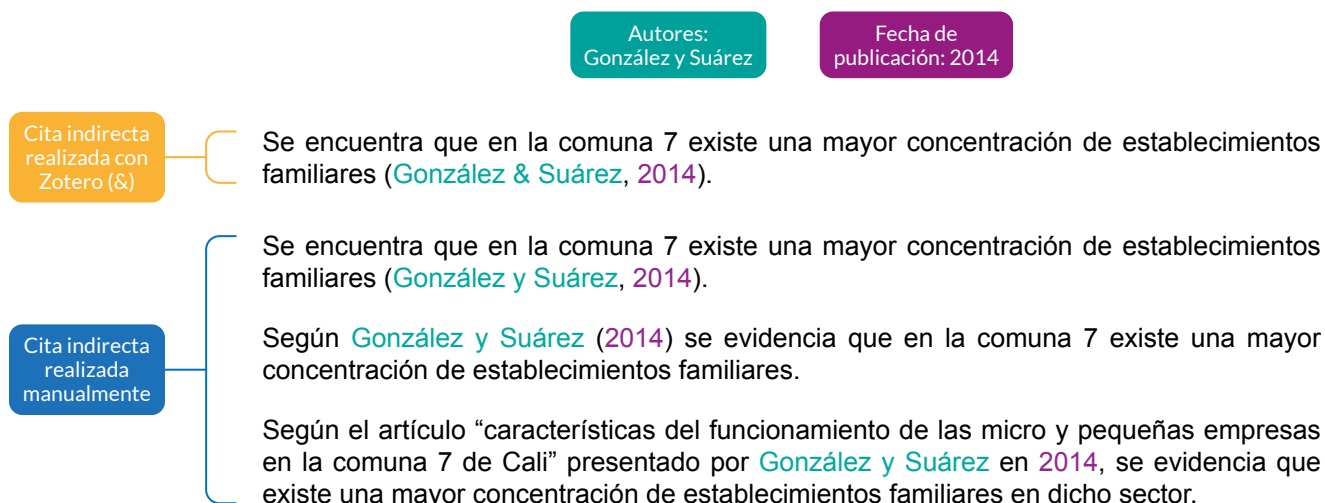 Autores:
González y Suárez
Fecha de
publicación: 2014
Cita indirecta
realizada con
Zotero (&)
Se encuentra que en la comuna 7 existe una mayor concentración de establecimientos
familiares (González & Suárez, 2014).
Se encuentra que en la comuna 7 existe una mayor concentración de establecimientos
familiares (González y Suárez, 2014).
Cita indirecta
realizada
manualmente
Según González y Suárez (2014) se evidencia que en la comuna 7 existe una mayor
concentración de establecimientos familiares.
Según el artículo “características del funcionamiento de las micro y pequeñas empresas
en la comuna 7 de Cali” presentado por González y Suárez en 2014, se evidencia que
existe una mayor concentración de establecimientos familiares en dicho sector.